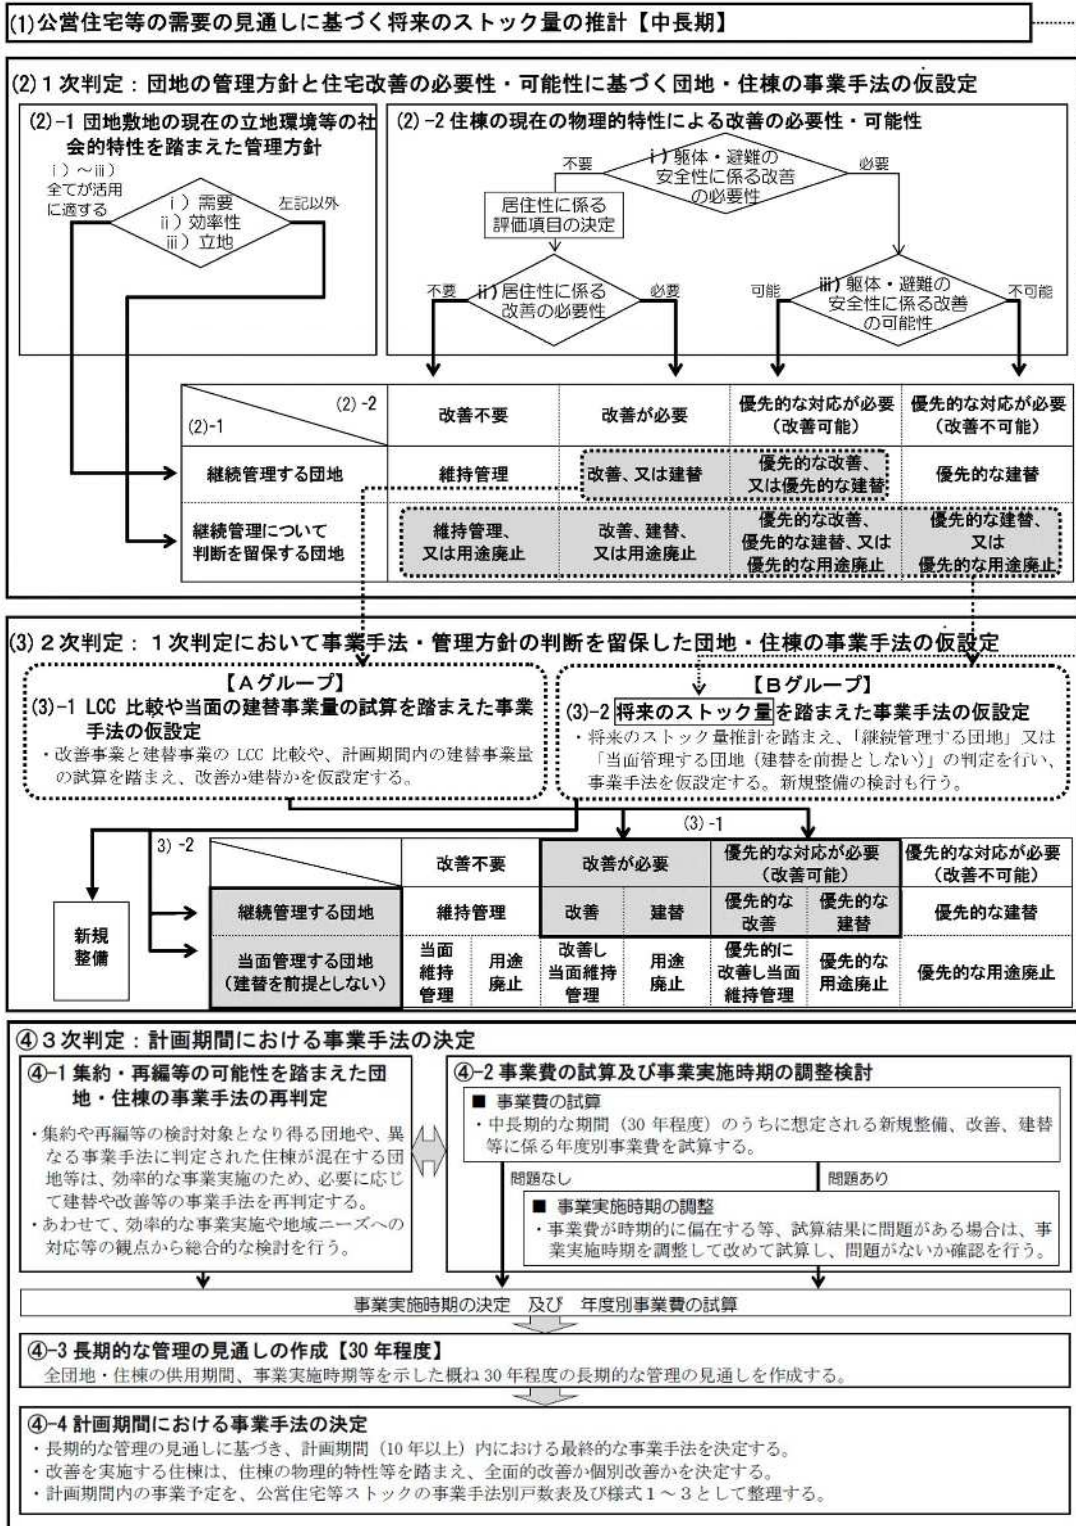 (1)公営住宅等の需要の見通しに基づく将来のストック量の推計【中長期】
(2)１次判定：団地の管理方針と住宅改善の必要性・可能性に基づく団地・住棟の事業手法の仮設定
(2)-1 団地敷地の現在の立地環境等の社
会的特性を踏まえた管理方針
ⅰ）～ⅲ）
全てが活用
に適する
ⅰ）需要
ⅱ）効率性
ⅲ）立地
左記以外
(2)-2 住棟の現在の物理的特性による改善の必要性・可能性
不要
ⅰ）躯体・避難の
安全性に係る改善
の必要性
必要
居住性に係る
評価項目の決定
不要
ⅱ）居住性に係る
改善の必要性
必要
可能
ⅲ）躯体・避難の
安全性に係る改善
の可能性
不可能
(2)-2
(2)-1
改善不要
改善が必要
優先的な対応が必要
（改善可能）
優先的な対応が必要
（改善不可能）
継続管理する団地
維持管理
改善、又は建替
優先的な改善、
又は優先的な建替
優先的な建替
継続管理について
判断を留保する団地
維持管理、
又は用途廃止
改善、建替、
又は用途廃止
優先的な改善、
優先的な建替、又は
優先的な用途廃止
優先的な建替、
又は
優先的な用途廃止
(3)２次判定：１次判定において事業手法・管理方針の判断を留保した団地・住棟の事業手法の仮設定
【Ａグループ】
(3)-1 LCC 比較や当面の建替事業量の試算を踏まえた事業
手法の仮設定
・改善事業と建替事業の LCC 比較や、計画期間内の建替事業量
の試算を踏まえ、改善か建替かを仮設定する。
【Ｂグループ】
(3)-2 将来のストック量を踏まえた事業手法の仮設定
・将来のストック量推計を踏まえ、「継続管理する団地」又は
「当面管理する団地（建替を前提としない）」の判定を行い、
事業手法を仮設定する。新規整備の検討も行う。
(3)-1
3) -2
改善不要
改善が必要
優先的な対応が必要
（改善可能）
優先的な対応が必要
（改善不可能）
新規
整備
継続管理する団地
維持管理
改善
建替
優先的な
改善
優先的な
建替
優先的な建替
当面管理する団地
（建替を前提としない）
当面
維持
管理
用途
廃止
改善し
当面維持
管理
用途
廃止
優先的に
改善し当面
維持管理
優先的な
用途廃止
優先的な用途廃止
④３次判定：計画期間における事業手法の決定
④-1 集約・再編等の可能性を踏まえた団
地・住棟の事業手法の再判定
・集約や再編等の検討対象となり得る団地や、異
なる事業手法に判定された住棟が混在する団
地等は、効率的な事業実施のため、必要に応じ
て建替や改善等の事業手法を再判定する。
・あわせて、効率的な事業実施や地域ニーズへの
対応等の観点から総合的な検討を行う。
④-2 事業費の試算及び事業実施時期の調整検討
■ 事業費の試算
・中長期的な期間（30 年程度）のうちに想定される新規整備、改善、建替
等に係る年度別事業費を試算する。
問題なし
問題あり
■ 事業実施時期の調整
・事業費が時期的に偏在する等、試算結果に問題がある場合は、事
業実施時期を調整して改めて試算し、問題がないか確認を行う。
事業実施時期の決定　及び　年度別事業費の試算
④-3 長期的な管理の見通しの作成【30 年程度】
全団地・住棟の供用期間、事業実施時期等を示した概ね 30 年程度の長期的な管理の見通しを作成する。
④-4 計画期間における事業手法の決定
・長期的な管理の見通しに基づき、計画期間（10 年以上）内における最終的な事業手法を決定する。
・改善を実施する住棟は、住棟の物理的特性等を踏まえ、全面的改善か個別改善かを決定する。
・計画期間内の事業予定を、公営住宅等ストックの事業手法別戸数表及び様式１～３として整理する。